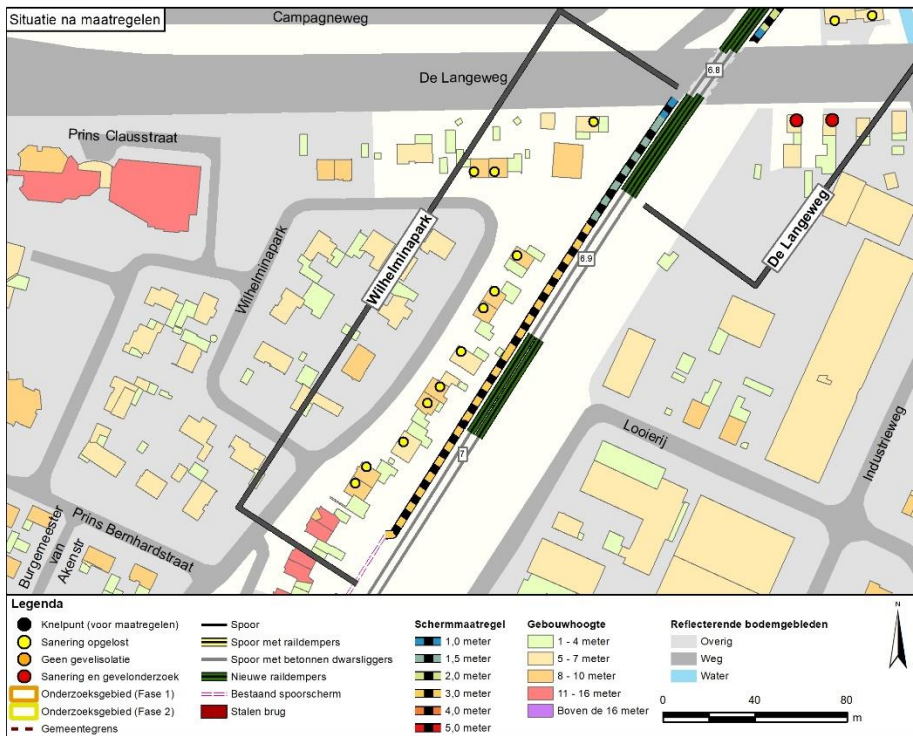 Situatie na maatregelen
Campagneweg
De Langeweg
6.8
Prins Clausstraat
Wilhelminapark
Wilhelminapark
6.9
De Langeweg
7
Looierij
Industrieweg
Prins Bernhardstraat
Burgemeester
van
Akenstr
Legenda
Knelpunt (voor maatregelen)
Sanering opgelost
Geen gevelisolatie
Sanering en gevelonderzoek
Onderzoeksgebied (Fase 1)
Onderzoeksgebied (Fase 2)
Gemeentegrens
Spoor
Spoor met raildempers
Spoor met betonnen dwarsliggers
Nieuwe raildempers
Bestaand spoorscherm
Stalen brug
Schermmaatregel
1,0 meter
1,5 meter
2,0 meter
3,0 meter
4,0 meter
5,0 meter
Gebouwhoogte
1 - 4 meter
5 - 7 meter
8 - 10 meter
11 - 16 meter
Boven de 16 meter
Reflecterende bodemgebieden
Overig
Weg
Water
N
0 40 80
m